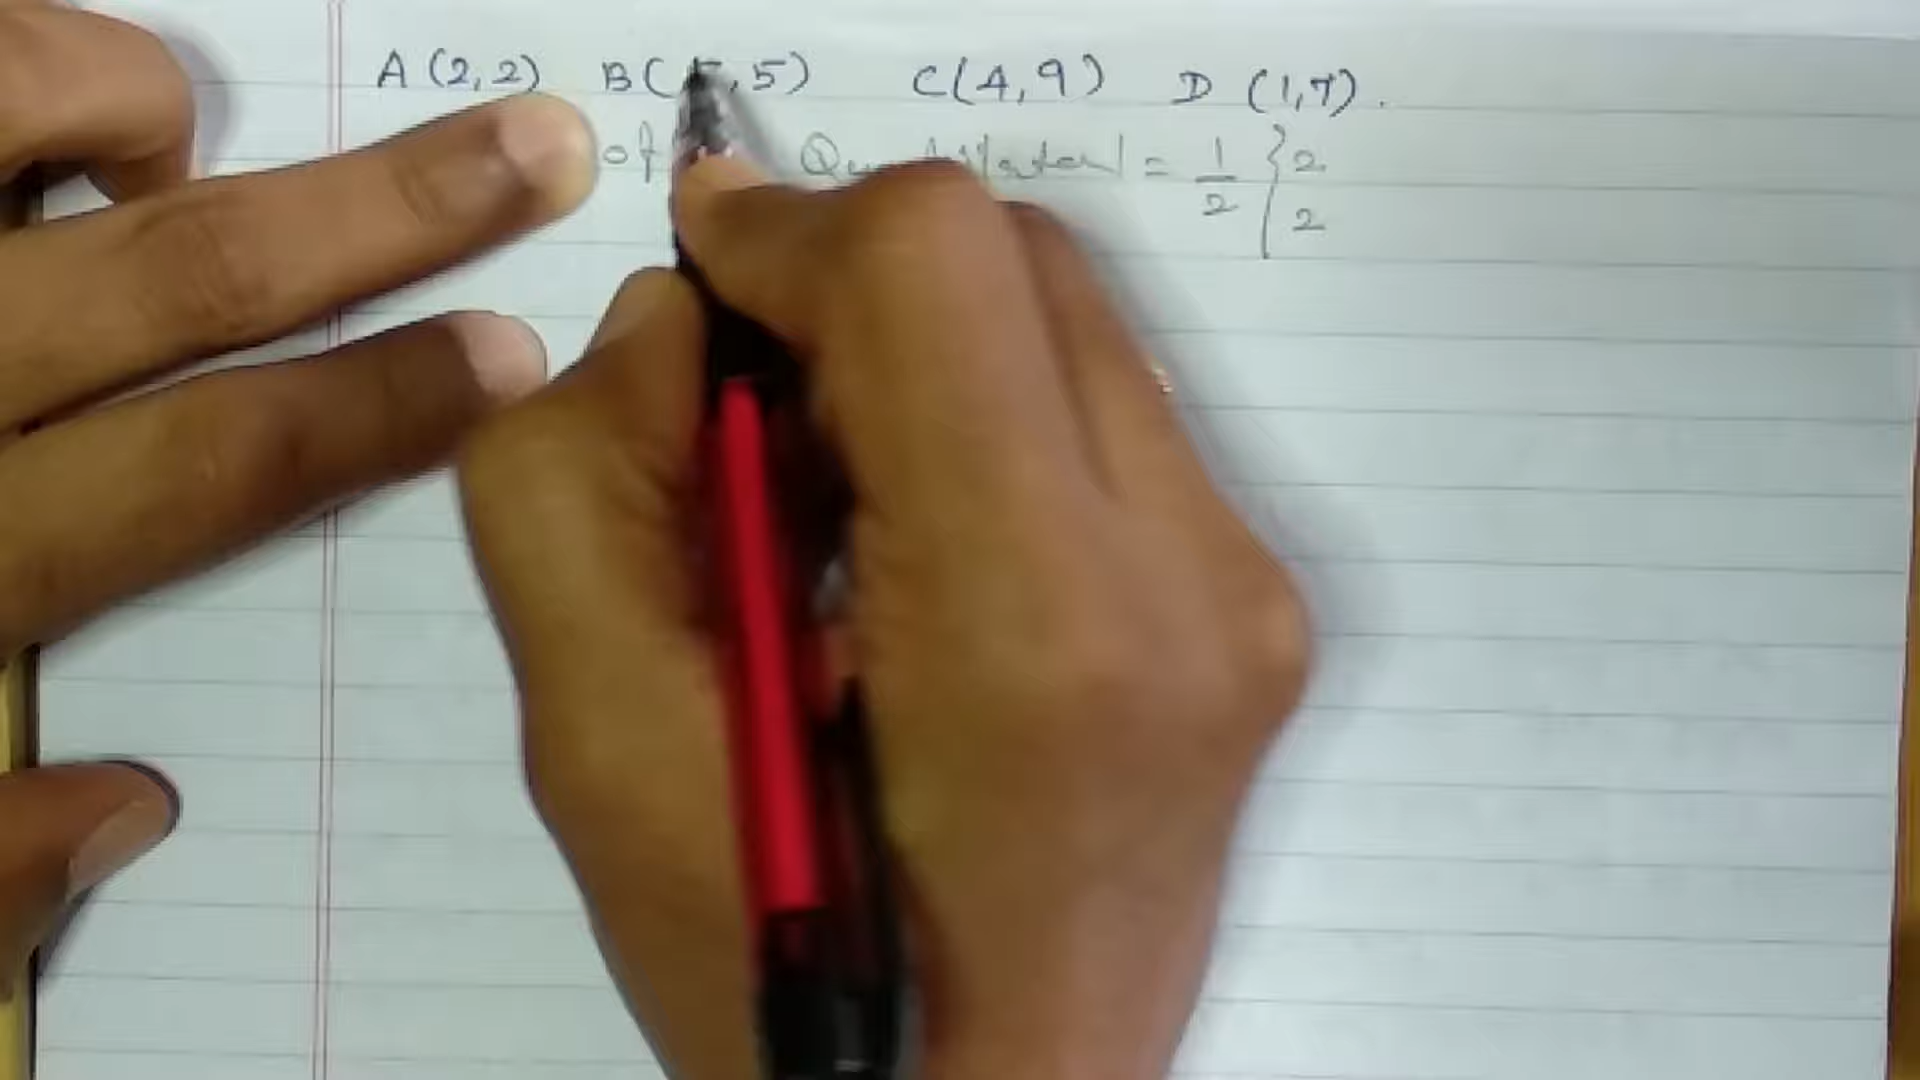 A (2,2) B( ,5) C(4,9) D (1,7).
of = 1/2 { 2
2